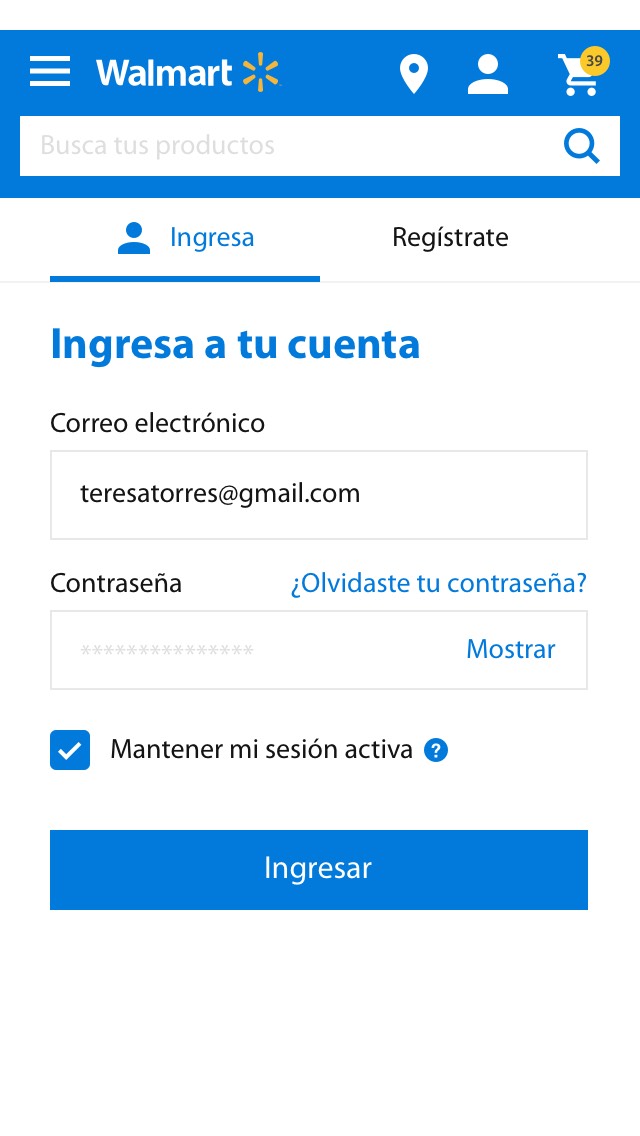 Walmart
39
Busca tus productos
Ingresa Regístrate
Ingresa a tu cuenta
Correo electrónico
teresatorres@gmail.com
Contraseña ¿Olvidaste tu contraseña?
*************** Mostrar
Mantener mi sesión activa ?
Ingresar